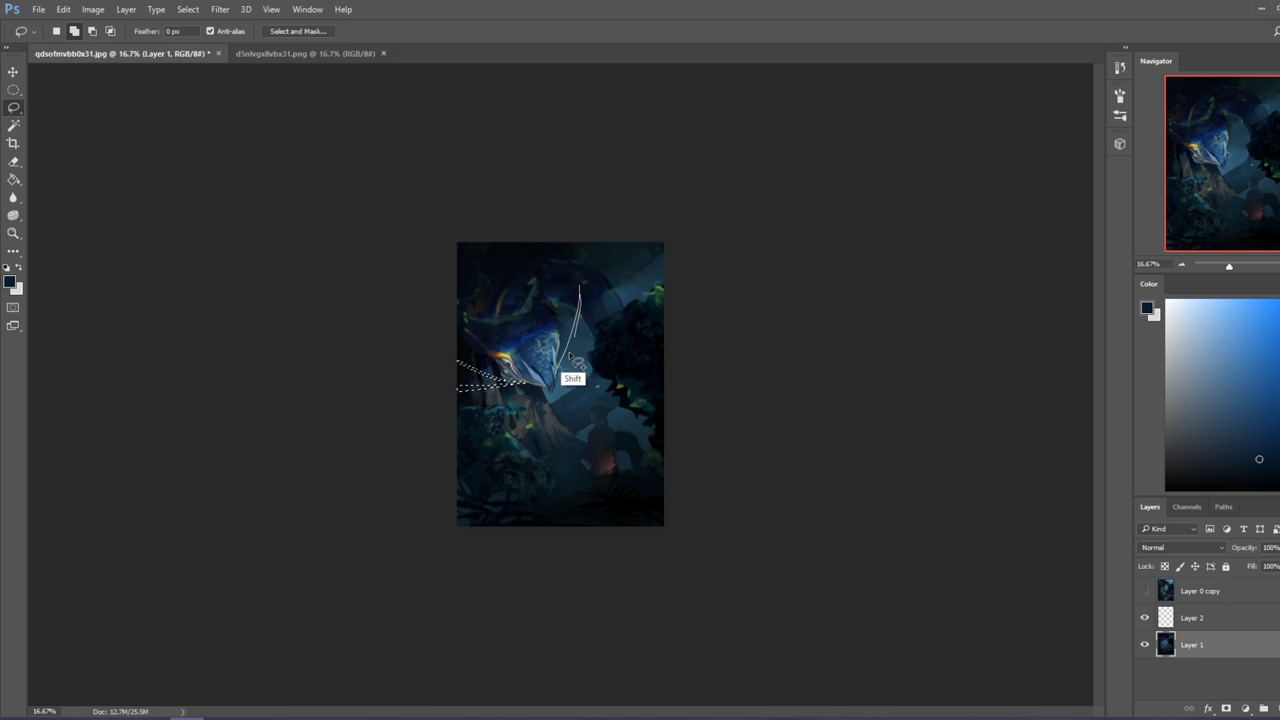 Ps File Edit Image Layer Type Select Filter 3D View Window Help
Feather: 0 px Anti-alias Select and Mask...
qdsofmvbb0x31.jpg @ 16.7% (Layer 1, RGB/8#) * × d5nlvgx8vbx31.png @ 16.7% (RGB/8#) ×
Navigator
16.67%
Color
Shift
Layers Channels Paths
Kind
Normal Opacity: 100%
Lock: Fill: 100%
Layer 0 copy
Layer 2
Layer 1
fx
16.67% Doc: 12.7M/25.5M